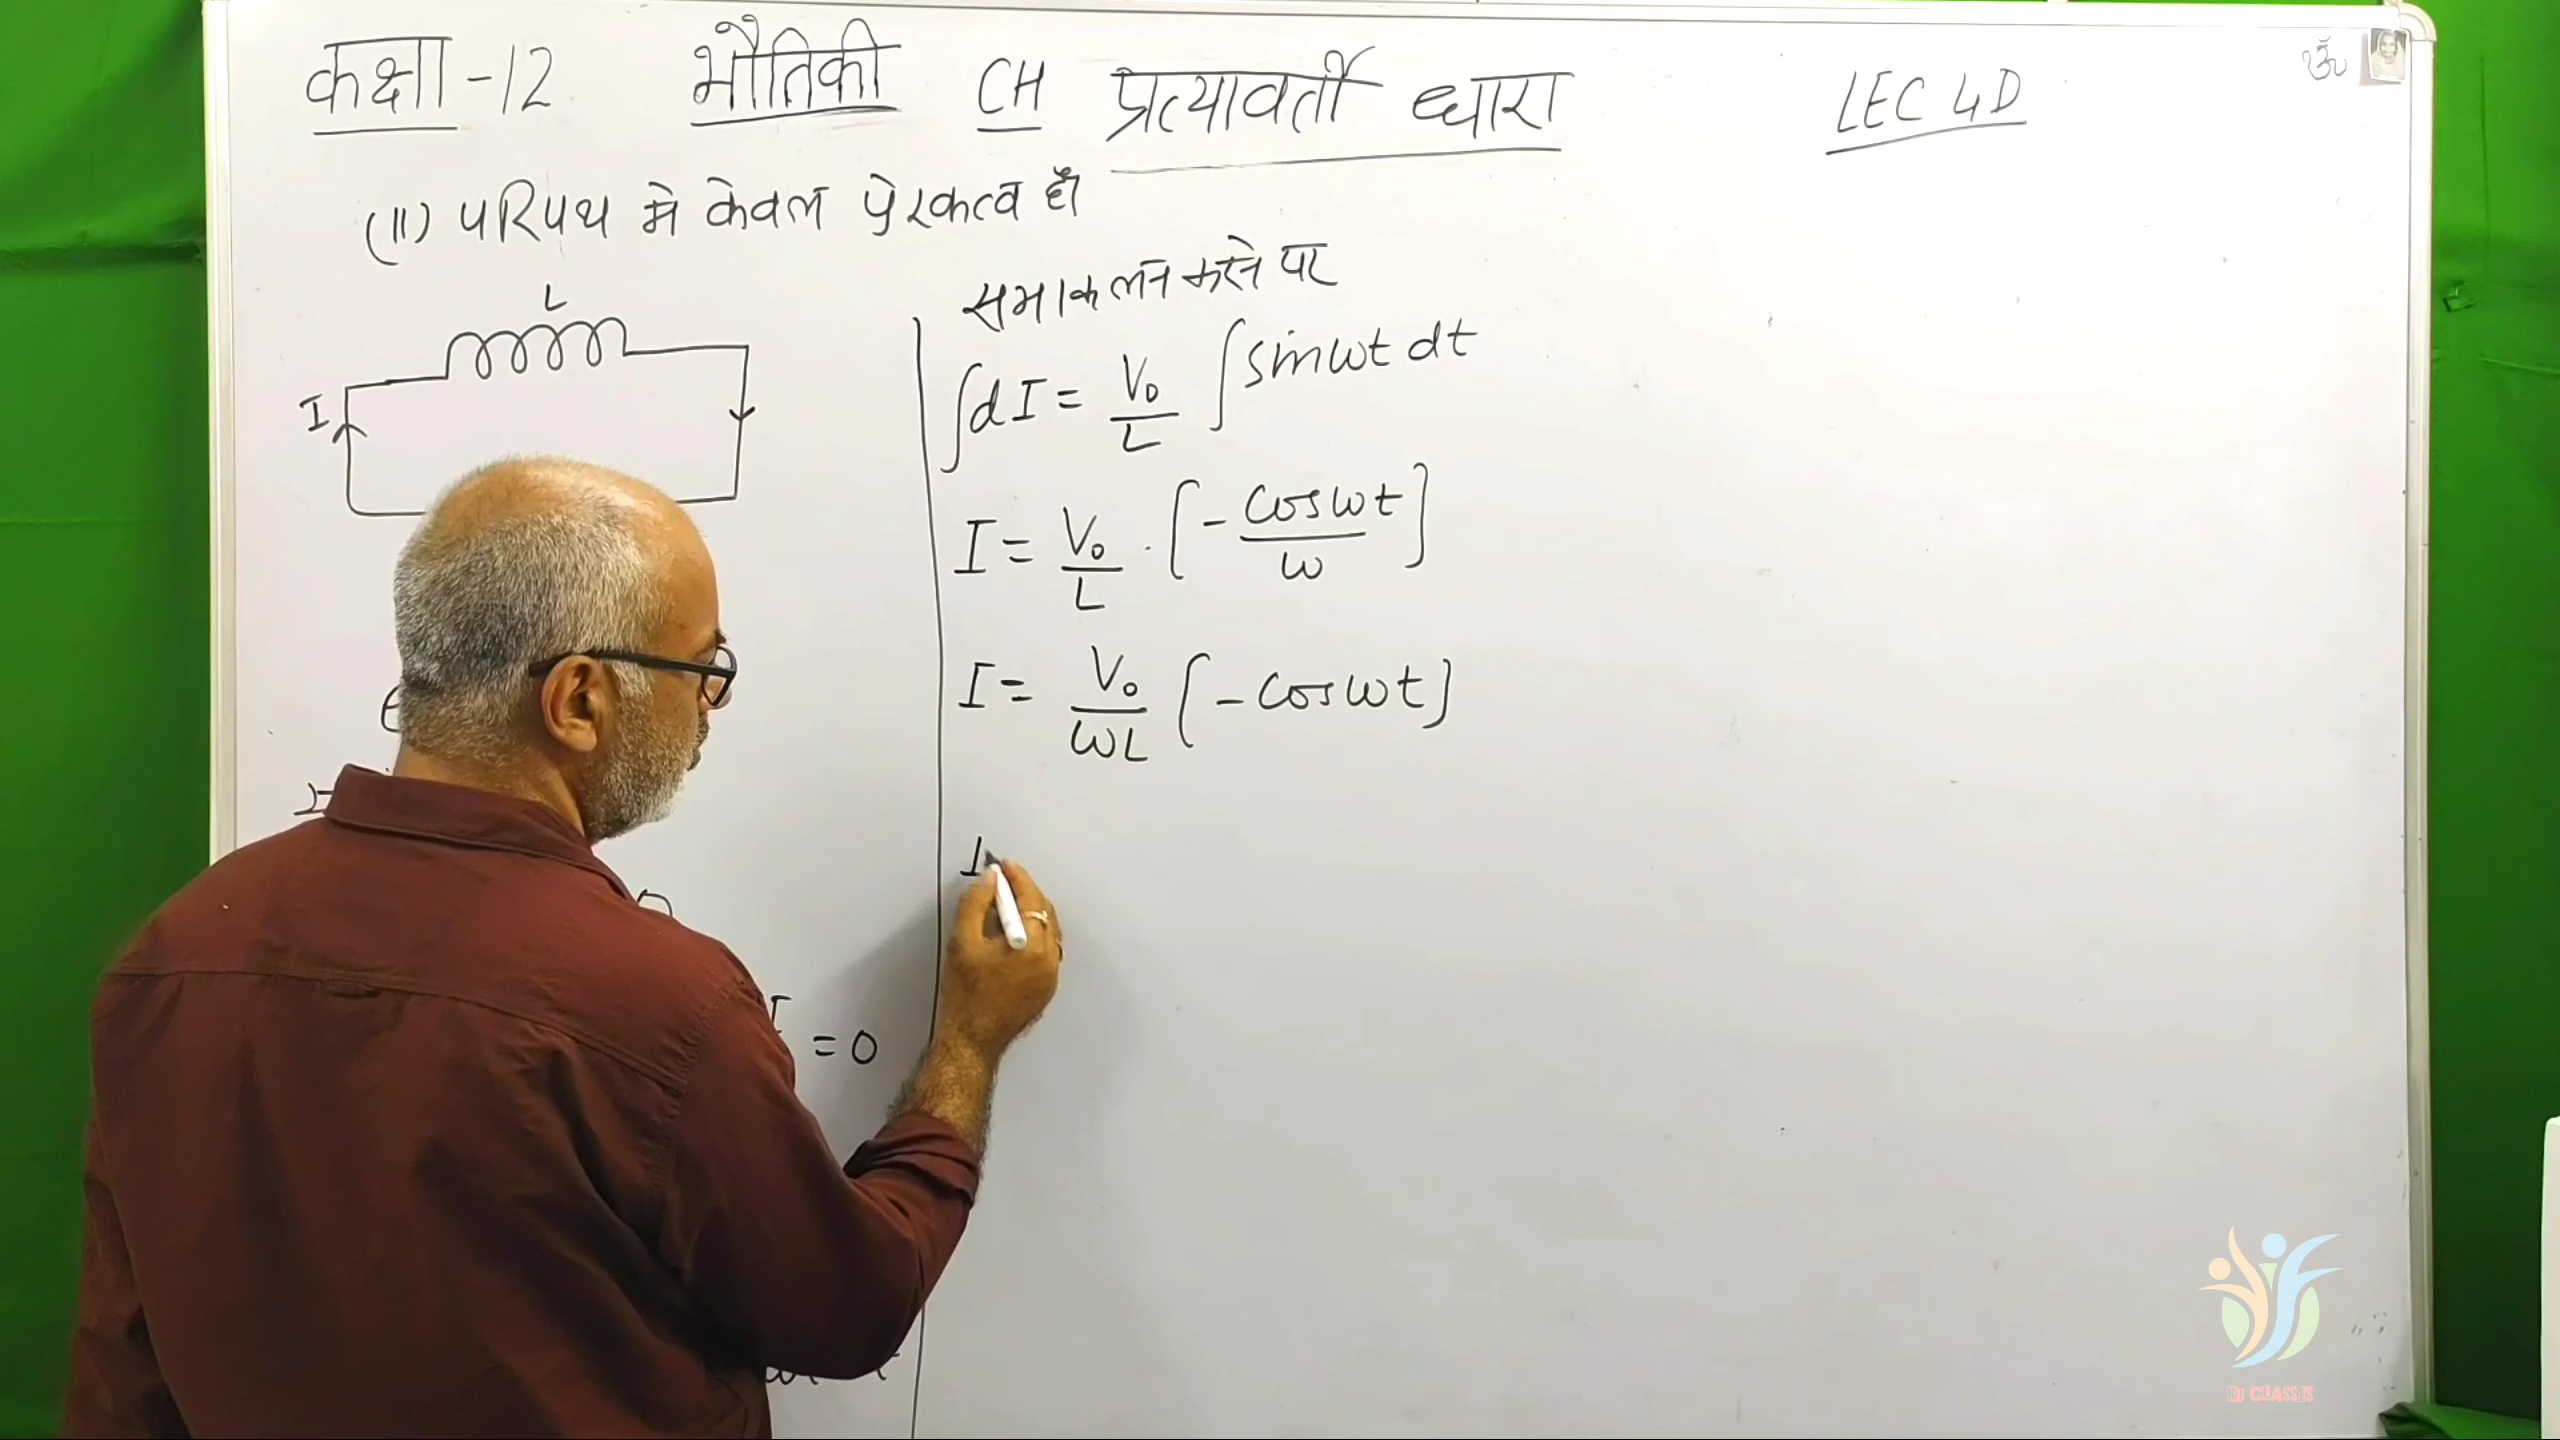 कक्षा -12 भौतिकी CH प्रत्यावर्ती धारा LEC 4D
ॐ
(II) परिपथ मे केवल प्रेरकत्व हो
L
I
= 0
समाकलन करने पर
∫dI = V₀/L ∫sinωt dt
I = V₀/L . [- cosωt/ω]
I = V₀/ωL [- cosωt]
I